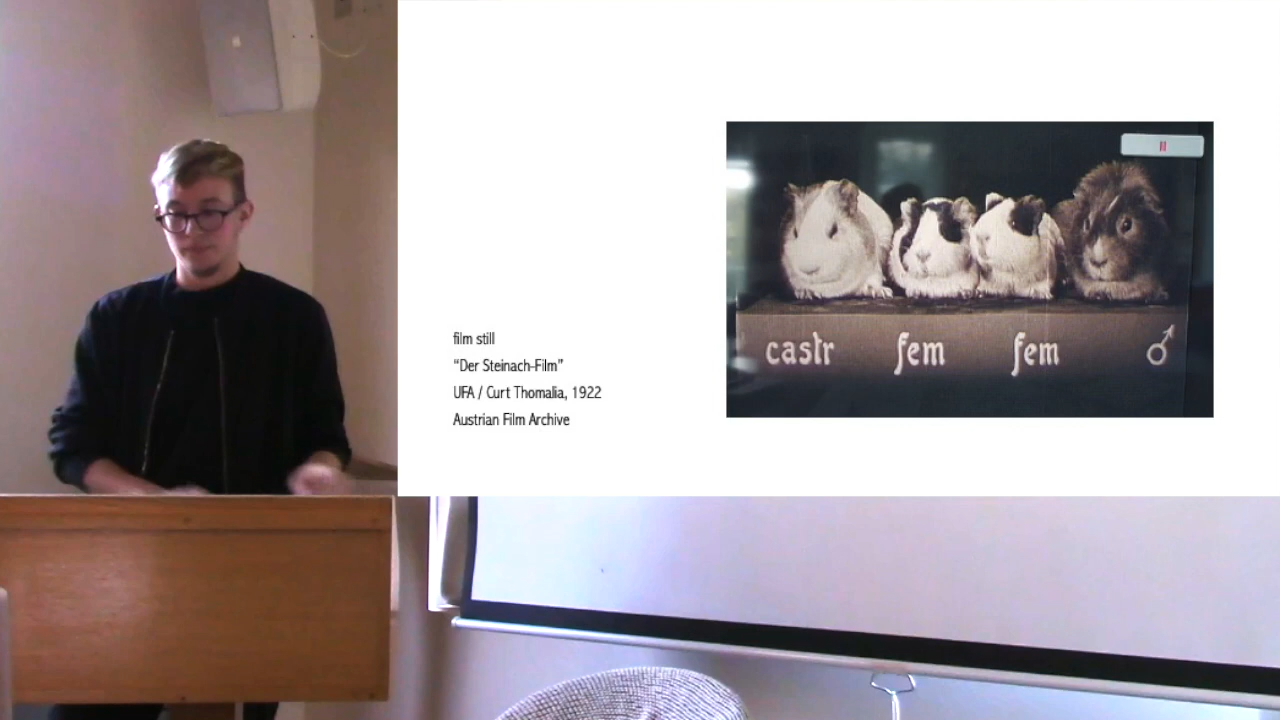 film still
“Der Steinach-Film”
UFA / Curt Thomalia, 1922
Austrian Film Archive
castr fem fem ♂